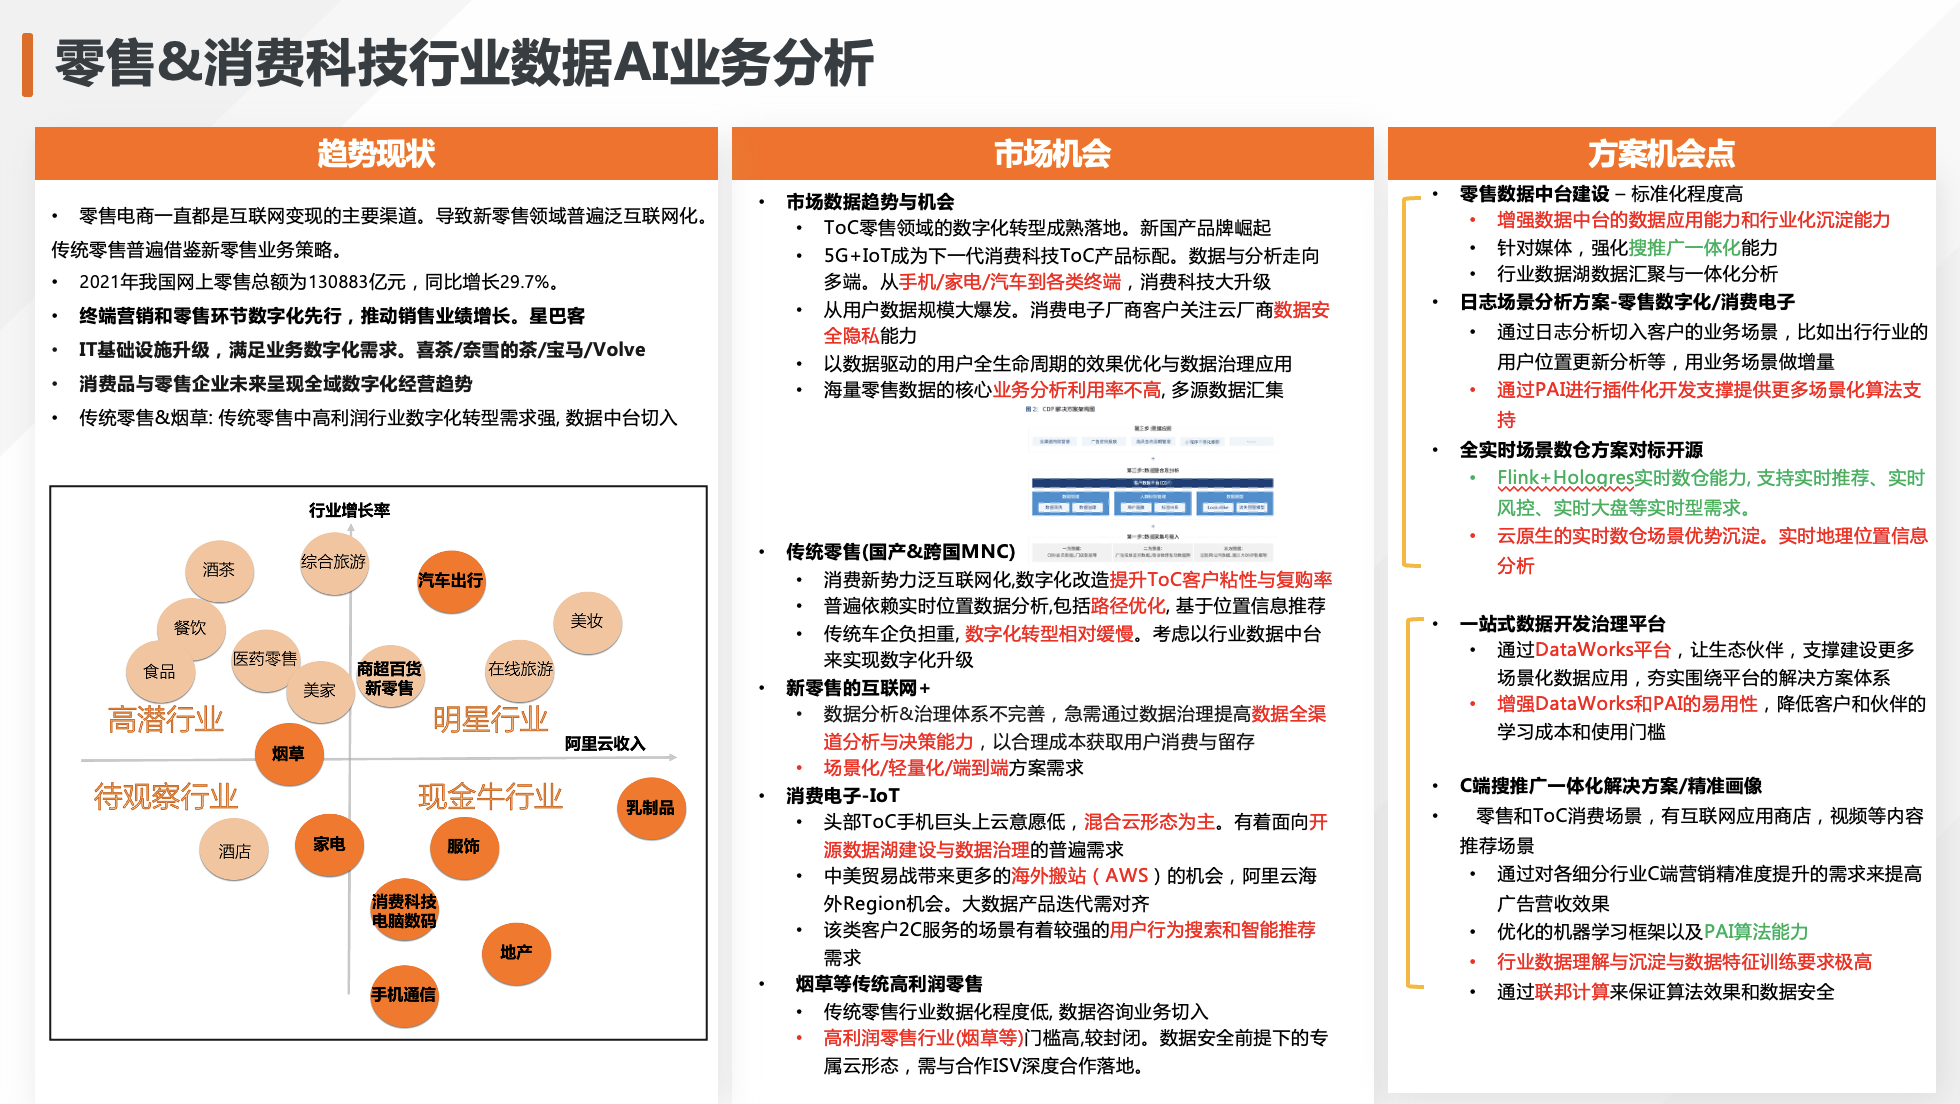 零售&消费科技行业数据AI业务分析
趋势现状
• 零售电商一直都是互联网变现的主要渠道。导致新零售领域普遍泛互联网化。
传统零售普遍借鉴新零售业务策略。
• 2021年我国网上零售总额为130883亿元，同比增长29.7%。
• 终端营销和零售环节数字化先行，推动销售业绩增长。星巴客
• IT基础设施升级，满足业务数字化需求。喜茶/奈雪的茶/宝马/Volve
• 消费品与零售企业未来呈现全域数字化经营趋势
• 传统零售&烟草: 传统零售中高利润行业数字化转型需求强, 数据中台切入
行业增长率
酒茶
综合旅游
汽车出行
餐饮
美妆
食品
医药零售
美家
商超百货
新零售
在线旅游
高潜行业
明星行业
烟草
阿里云收入
待观察行业
现金牛行业
乳制品
酒店
家电
服饰
消费科技
电脑数码
地产
手机通信
市场机会
• 市场数据趋势与机会
• ToC零售领域的数字化转型成熟落地。新国产品牌崛起
• 5G+IoT成为下一代消费科技ToC产品标配。数据与分析走向
多端。从手机/家电/汽车到各类终端，消费科技大升级
• 从用户数据规模大爆发。消费电子厂商客户关注云厂商数据安
全隐私能力
• 以数据驱动的用户全生命周期的效果优化与数据治理应用
• 海量零售数据的核心业务分析利用率不高, 多源数据汇集
• 传统零售(国产&跨国MNC)
• 消费新势力泛互联网化,数字化改造提升ToC客户粘性与复购率
• 普遍依赖实时位置数据分析,包括路径优化, 基于位置信息推荐
• 传统车企负担重, 数字化转型相对缓慢。考虑以行业数据中台
来实现数字化升级
• 新零售的互联网+
• 数据分析&治理体系不完善，急需通过数据治理提高数据全渠
道分析与决策能力，以合理成本获取用户消费与留存
• 场景化/轻量化/端到端方案需求
• 消费电子-IoT
• 头部ToC手机巨头上云意愿低，混合云形态为主。有着面向开
源数据湖建设与数据治理的普遍需求
• 中美贸易战带来更多的海外搬站（AWS）的机会，阿里云海
外Region机会。大数据产品迭代需对齐
• 该类客户2C服务的场景有着较强的用户行为搜索和智能推荐
需求
• 烟草等传统高利润零售
• 传统零售行业数据化程度低, 数据咨询业务切入
• 高利润零售行业(烟草等)门槛高,较封闭。数据安全前提下的专
属云形态，需与合作ISV深度合作落地。
方案机会点
• 零售数据中台建设 – 标准化程度高
• 增强数据中台的数据应用能力和行业化沉淀能力
• 针对媒体，强化搜推广一体化能力
• 行业数据湖数据汇聚与一体化分析
• 日志场景分析方案-零售数字化/消费电子
• 通过日志分析切入客户的业务场景，比如出行行业的
用户位置更新分析等，用业务场景做增量
• 通过PAI进行插件化开发支撑提供更多场景化算法支
持
• 全实时场景数仓方案对标开源
• Flink+Hologres实时数仓能力, 支持实时推荐、实时
风控、实时大盘等实时型需求。
• 云原生的实时数仓场景优势沉淀。实时地理位置信息
分析
• 一站式数据开发治理平台
• 通过DataWorks平台，让生态伙伴，支撑建设更多
场景化数据应用，夯实围绕平台的解决方案体系
• 增强DataWorks和PAI的易用性，降低客户和伙伴的
学习成本和使用门槛
• C端搜推广一体化解决方案/精准画像
• 零售和ToC消费场景，有互联网应用商店，视频等内容
推荐场景
• 通过对各细分行业C端营销精准度提升的需求来提高
广告营收效果
• 优化的机器学习框架以及PAI算法能力
• 行业数据理解与沉淀与数据特征训练要求极高
• 通过联邦计算来保证算法效果和数据安全